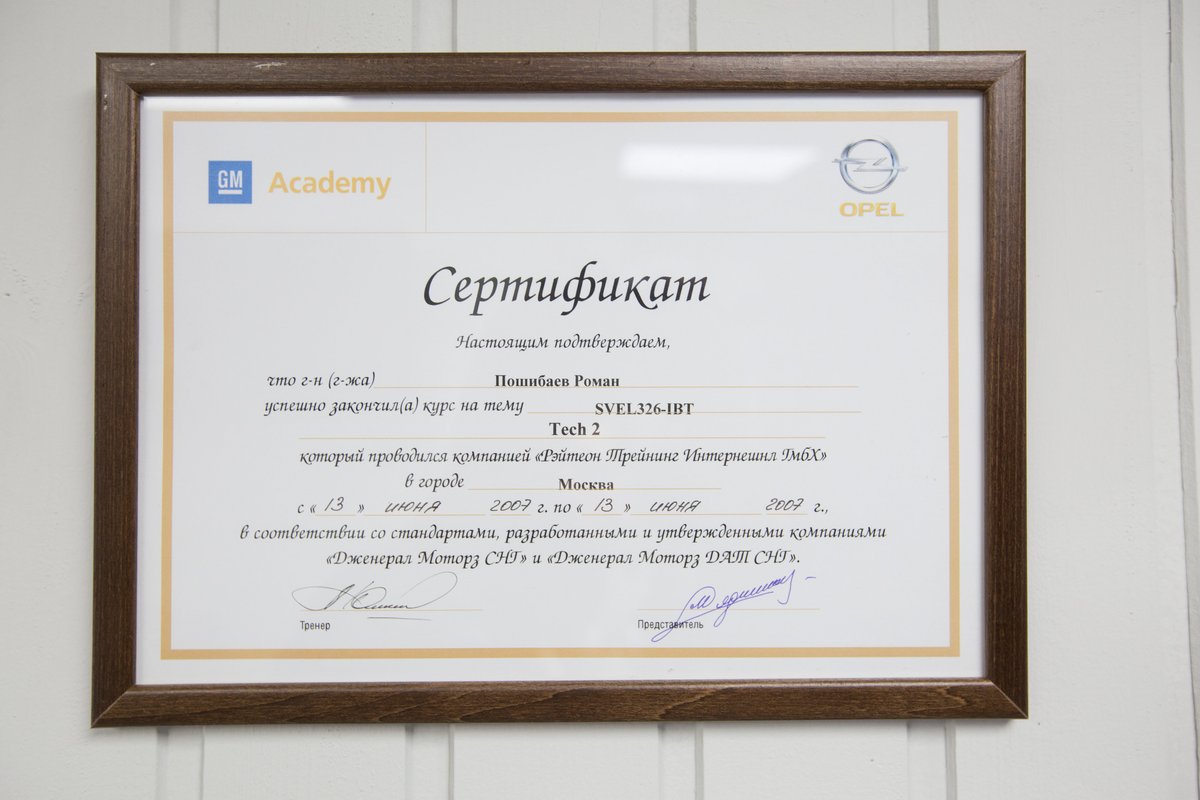 GM Academy
OPEL
Сертификат
Настоящим подтверждаем,
что г-н (г-жа) Пошибаев Роман
успешно закончил(а) курс на тему SVEL326-IBT
Tech 2
который проводился компанией «Рэйтеон Трейнинг Интернешнл ГмбХ»
в городе Москва
с « 13 » июня 2007 г. по « 13 » июня 2007 г.,
в соответствии со стандартами, разработанными и утвержденными компаниями
«Дженерал Моторз СНГ» и «Дженерал Моторз ДАТ СНГ».
Тренер Представитель